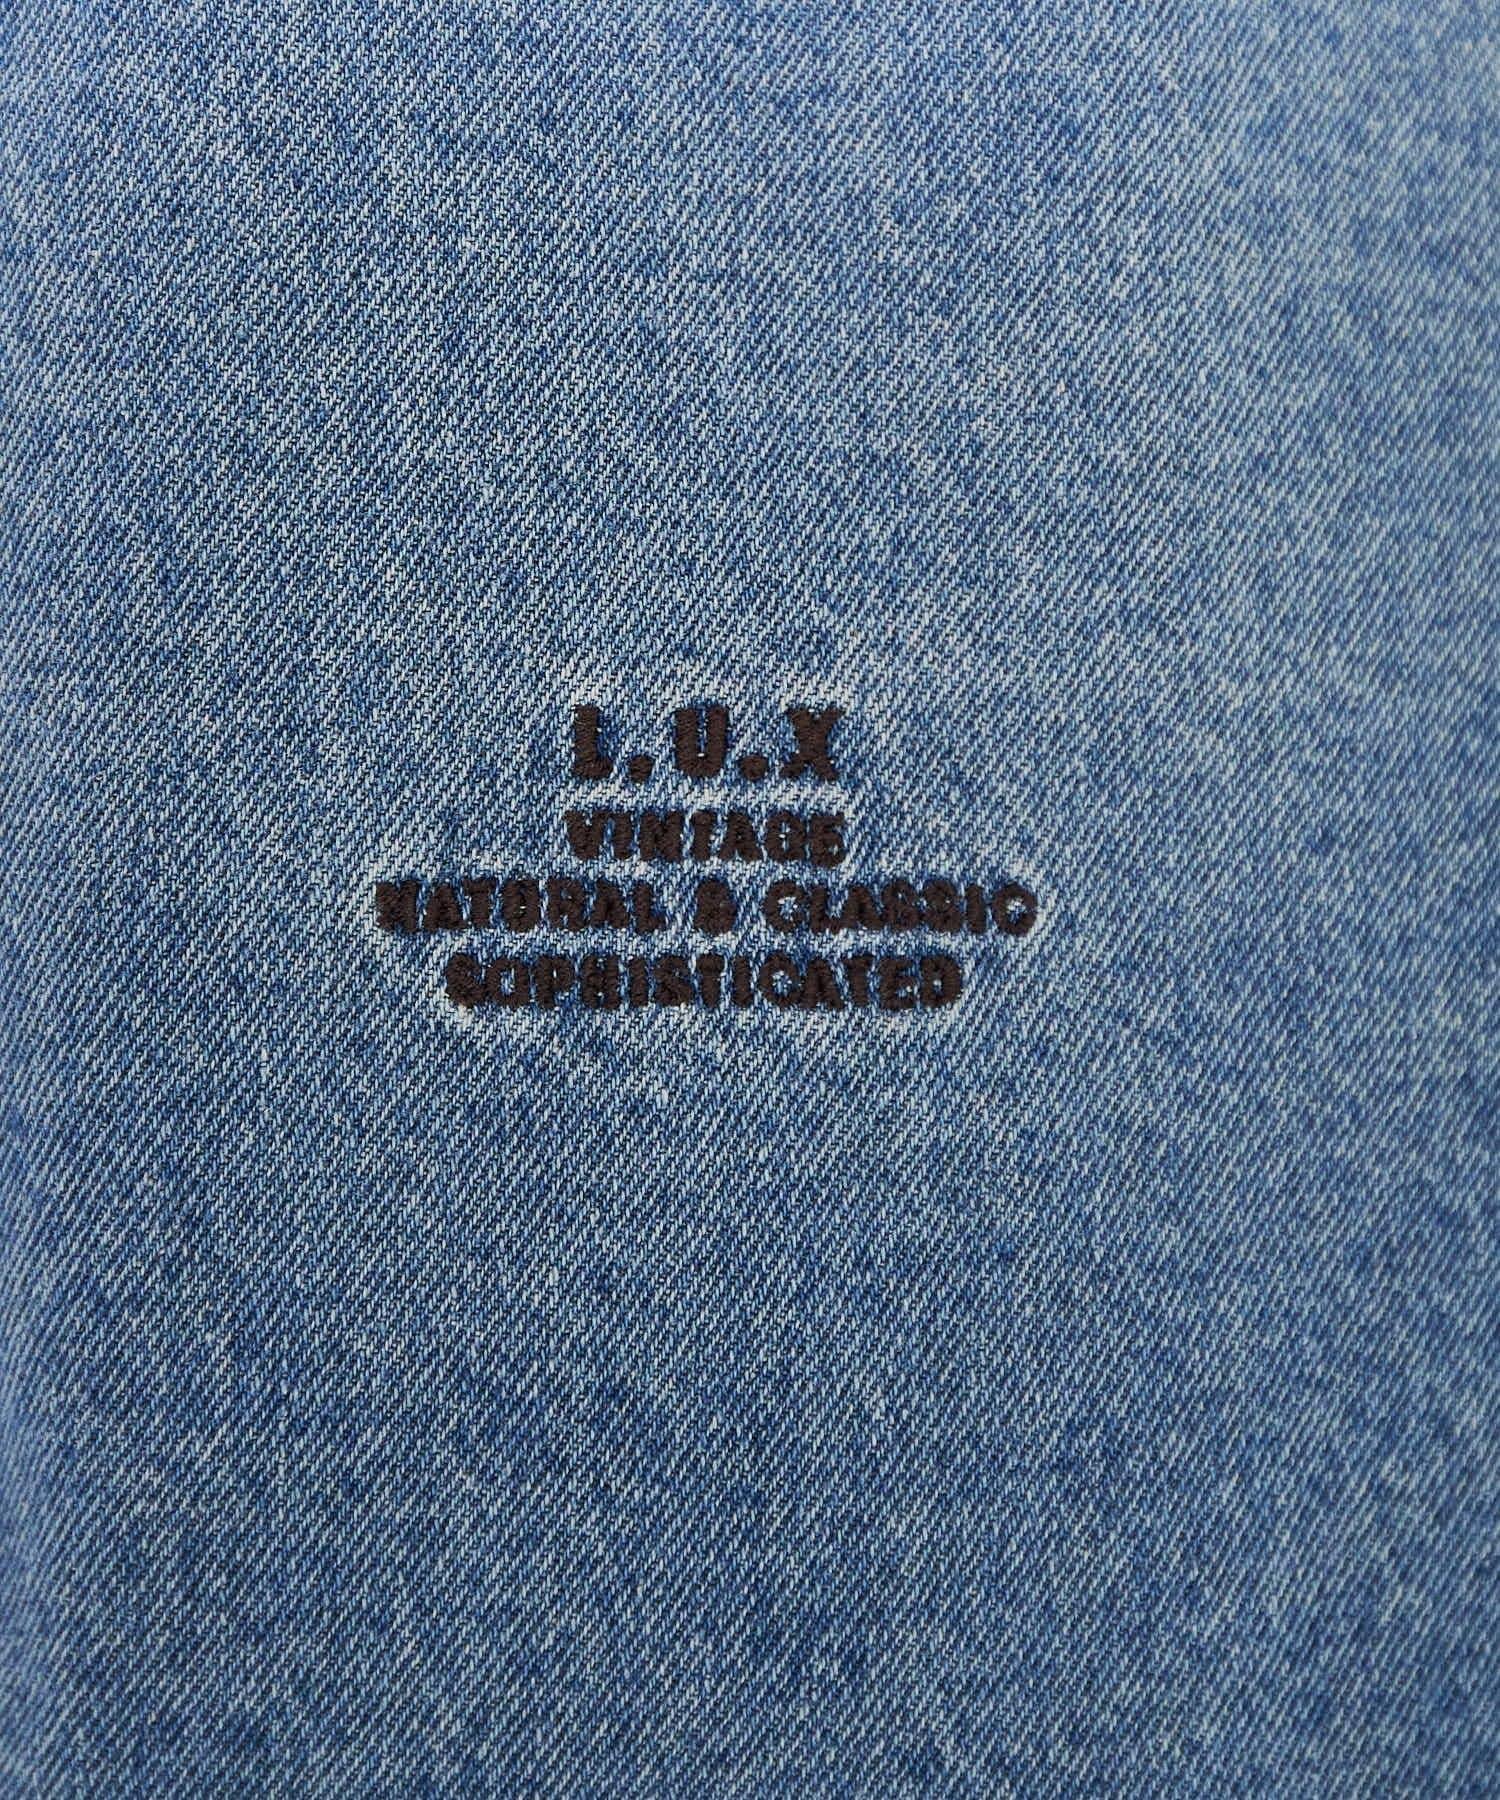 L.U.X
VINTAGE
NATURAL & CLASSIC
SOPHISTICATED